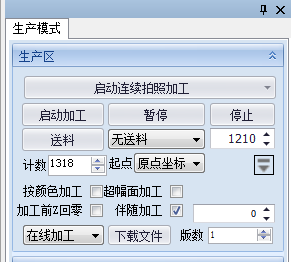 生产模式
生产区
启动连续拍照加工
启动加工 暂停 停止
送料 无送料 1210
计数 1318 起点 原点坐标
按颜色加工 超幅面加工
加工前Z回零 伴随加工 0
在线加工 下载文件 版数 1